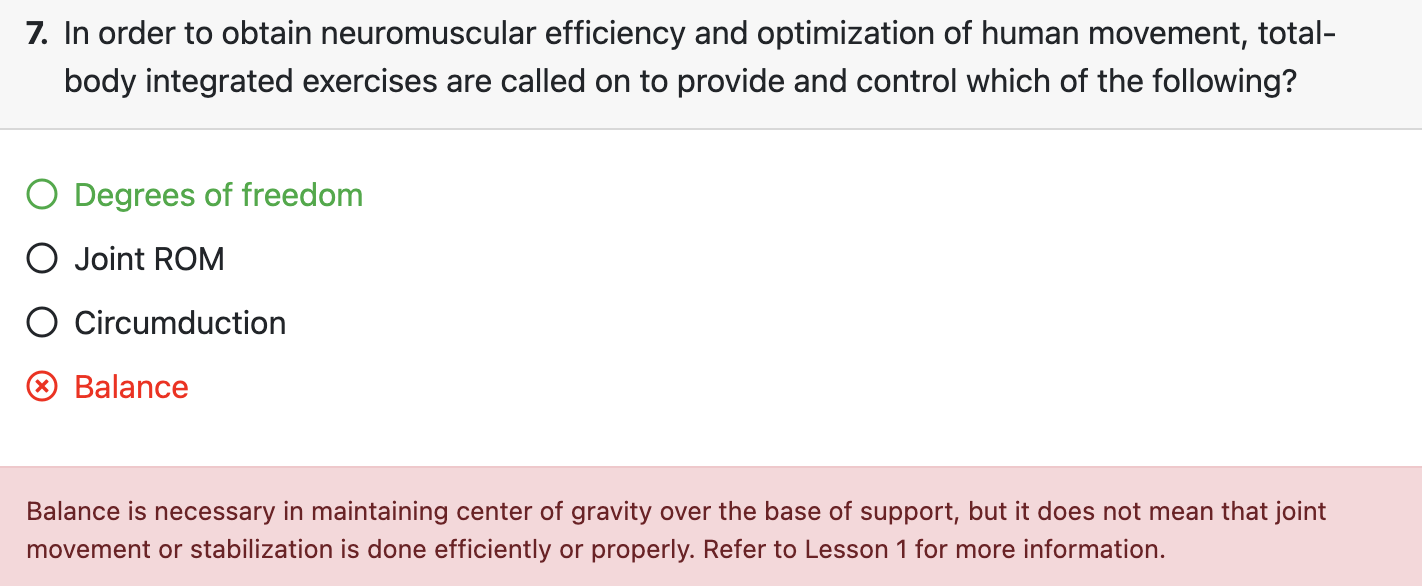 7. In order to obtain neuromuscular efficiency and optimization of human movement, total-
body integrated exercises are called on to provide and control which of the following?
Degrees of freedom
Joint ROM
Circumduction
Balance
Balance is necessary in maintaining center of gravity over the base of support, but it does not mean that joint
movement or stabilization is done efficiently or properly. Refer to Lesson 1 for more information.